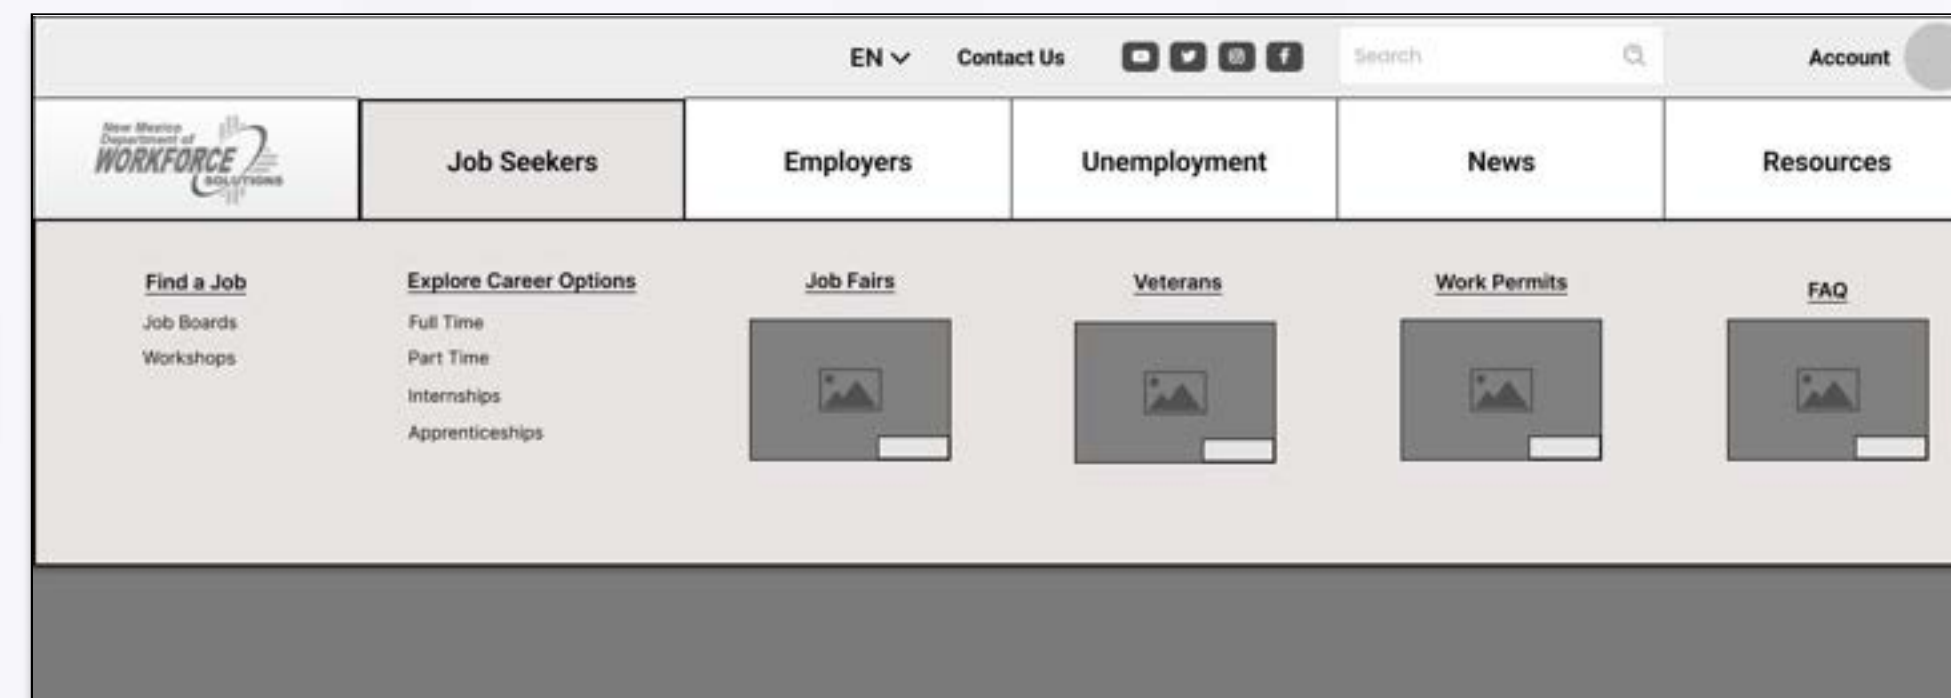 EN
Contact Us
Search
Account
New Mexico
Department of
WORKFORCE
SOLUTIONS
Job Seekers
Employers
Unemployment
News
Resources
Find a Job
Job Boards
Workshops
Explore Career Options
Full Time
Part Time
Internships
Apprenticeships
Job Fairs
Veterans
Work Permits
FAQ